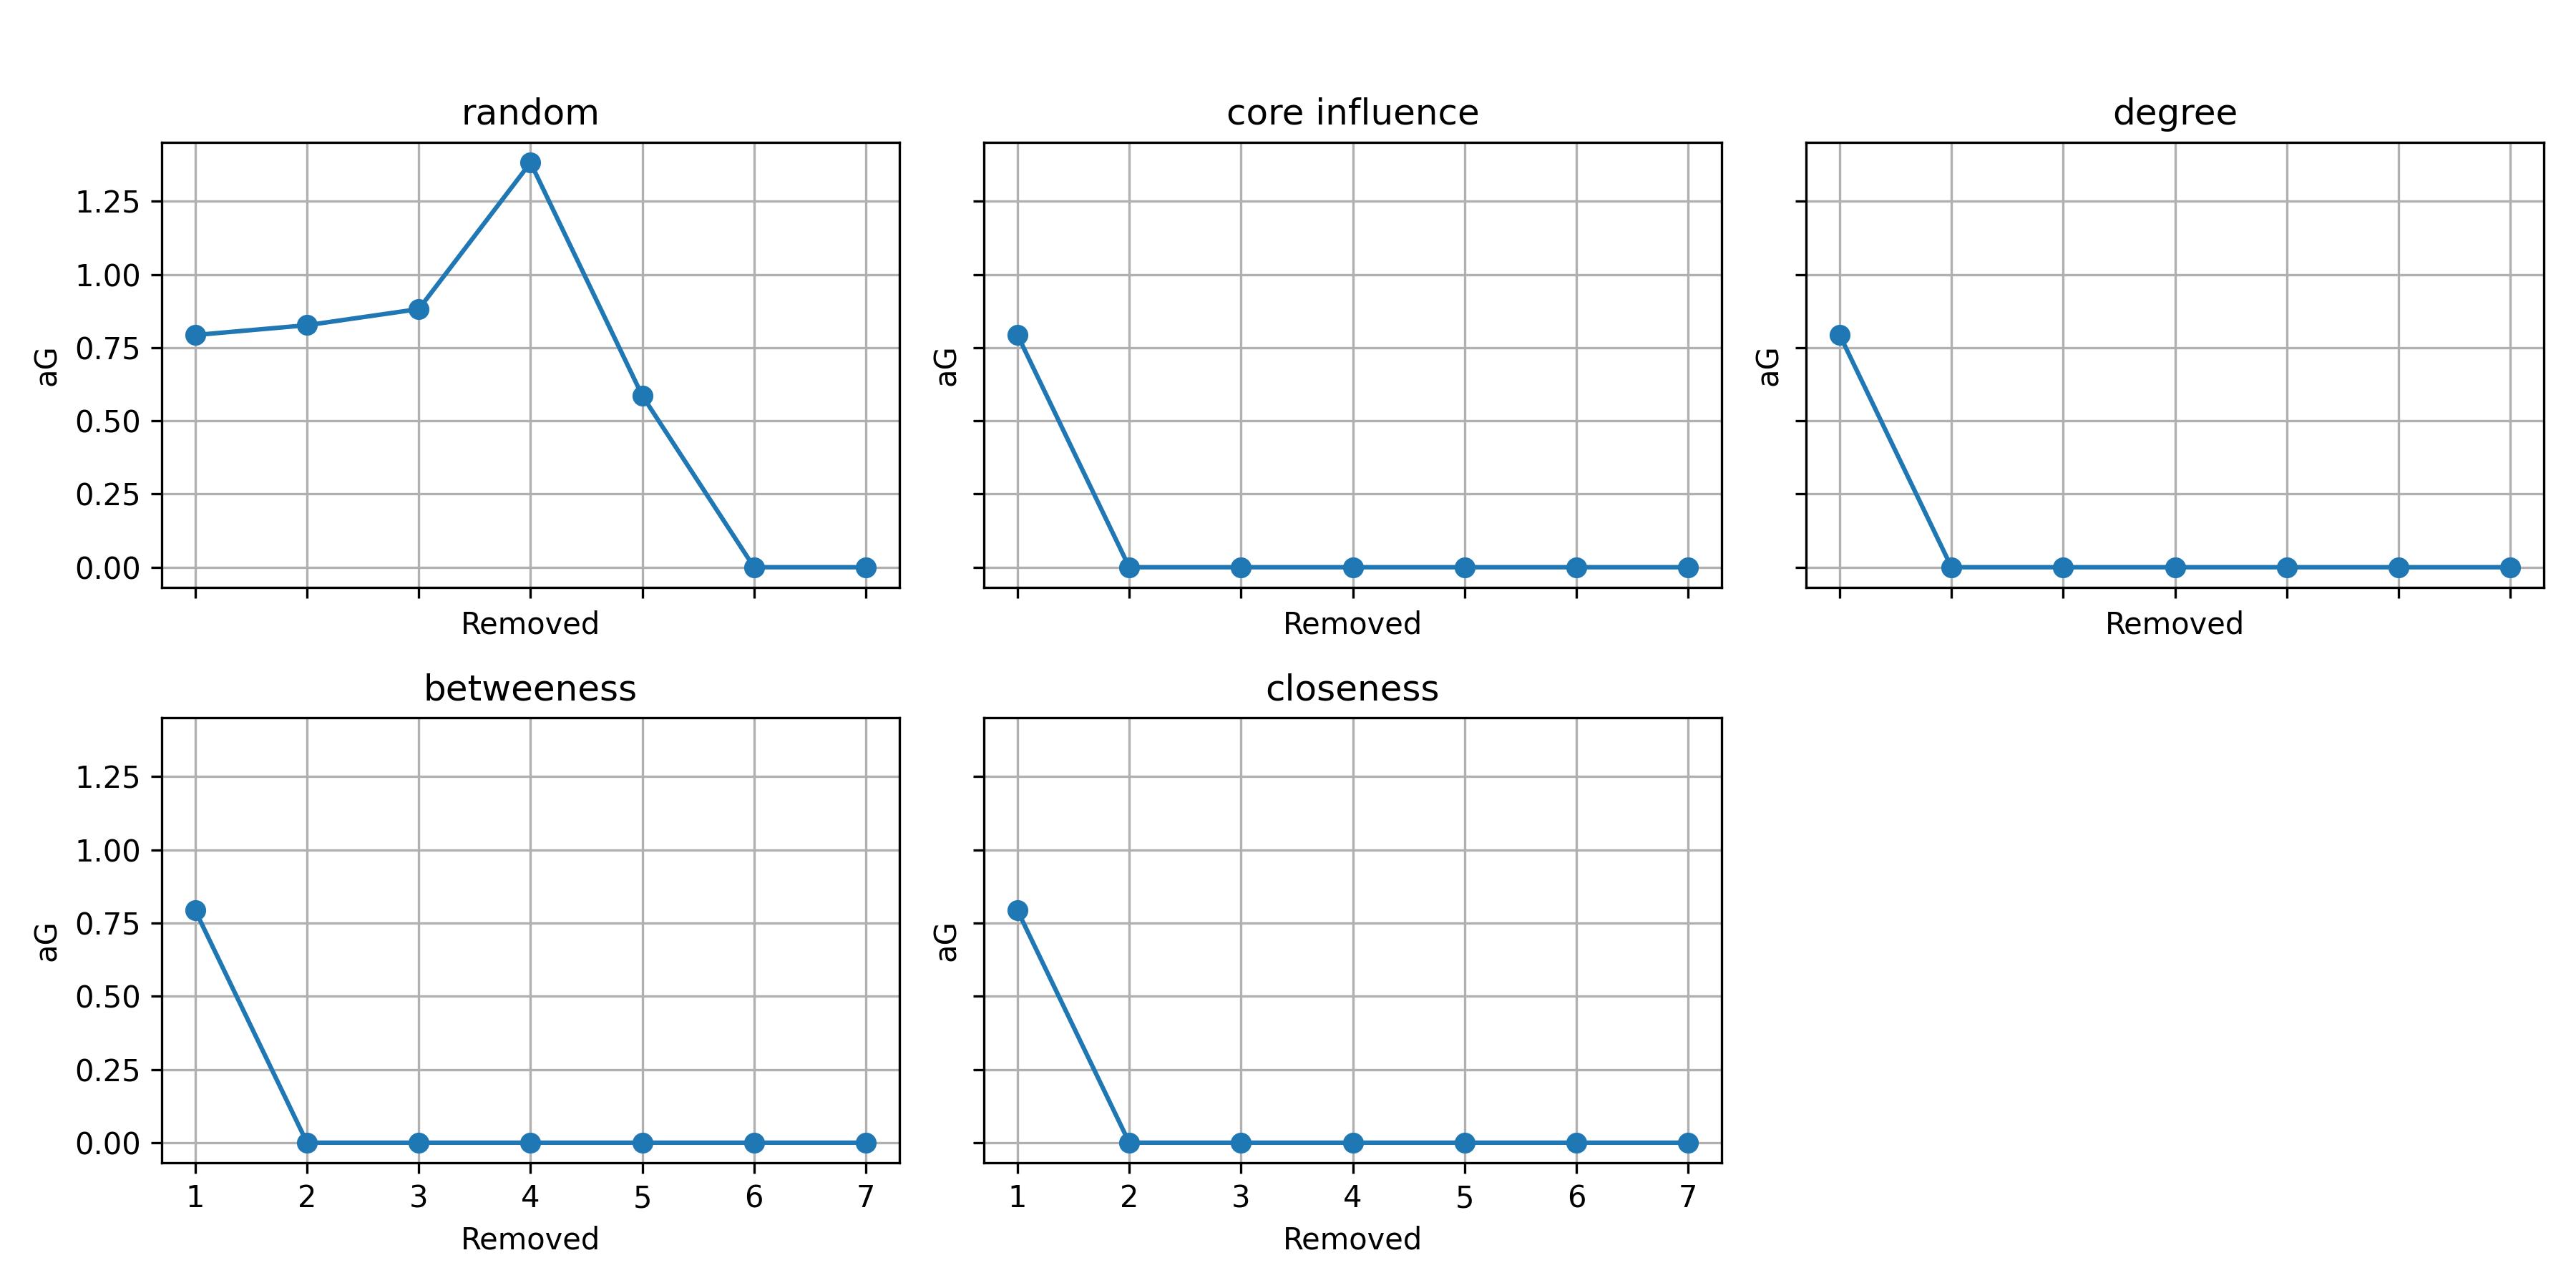 random
core influence
degree
1.25
1.00
0.75
0.50
0.25
0.00
aG
aG
aG
Removed
Removed
Removed
betweeness
closeness
1.25
1.00
0.75
0.50
0.25
0.00
aG
aG
1 2 3 4 5 6 7
1 2 3 4 5 6 7
Removed
Removed